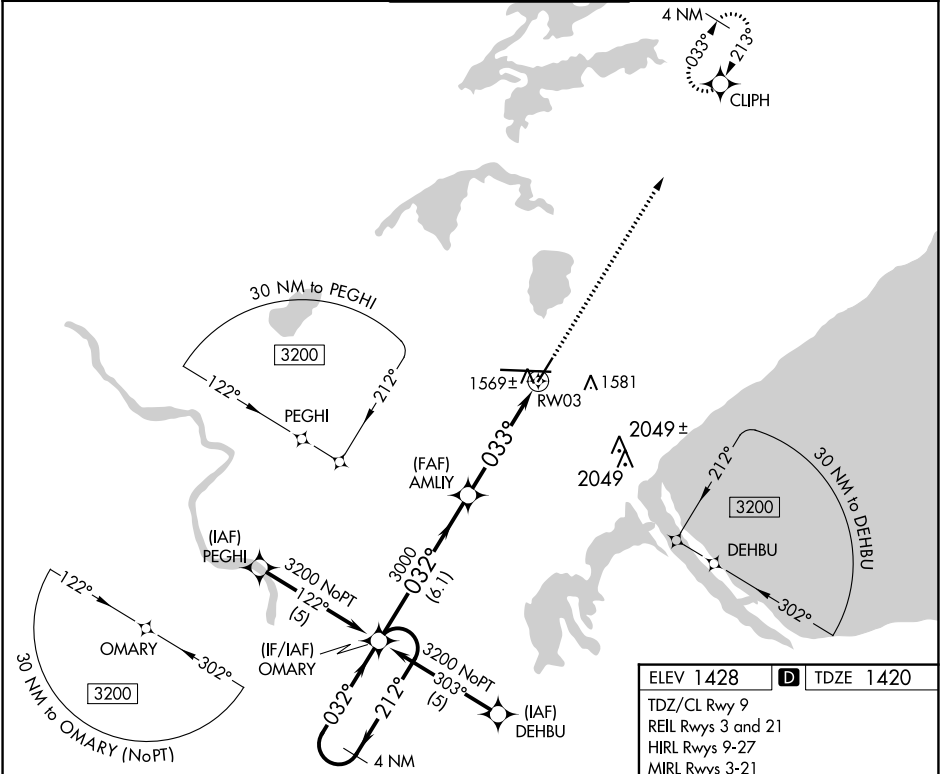 4 NM
033°
213°
CLIPH
30 NM to PEGHI
3200
122°
212°
PEGHI
1569±
1581
RW03
033°
2049±
2049
(FAF)
AMLIY
212°
30 NM to DEHBU
3200
DEHBU
302°
(IAF)
PEGHI
3200 NoPT
122°
(5)
3000
032°
(6.1)
122°
OMARY
302°
3200
30 NM to OMARY (NoPT)
(IF/IAF)
OMARY
3200 NoPT
303°
(5)
032°
212°
4 NM
(IAF)
DEHBU
ELEV 1428 D TDZE 1420
TDZ/CL Rwy 9
REIL Rwys 3 and 21
HIRL Rwys 9-27
MIRL Rwys 3-21